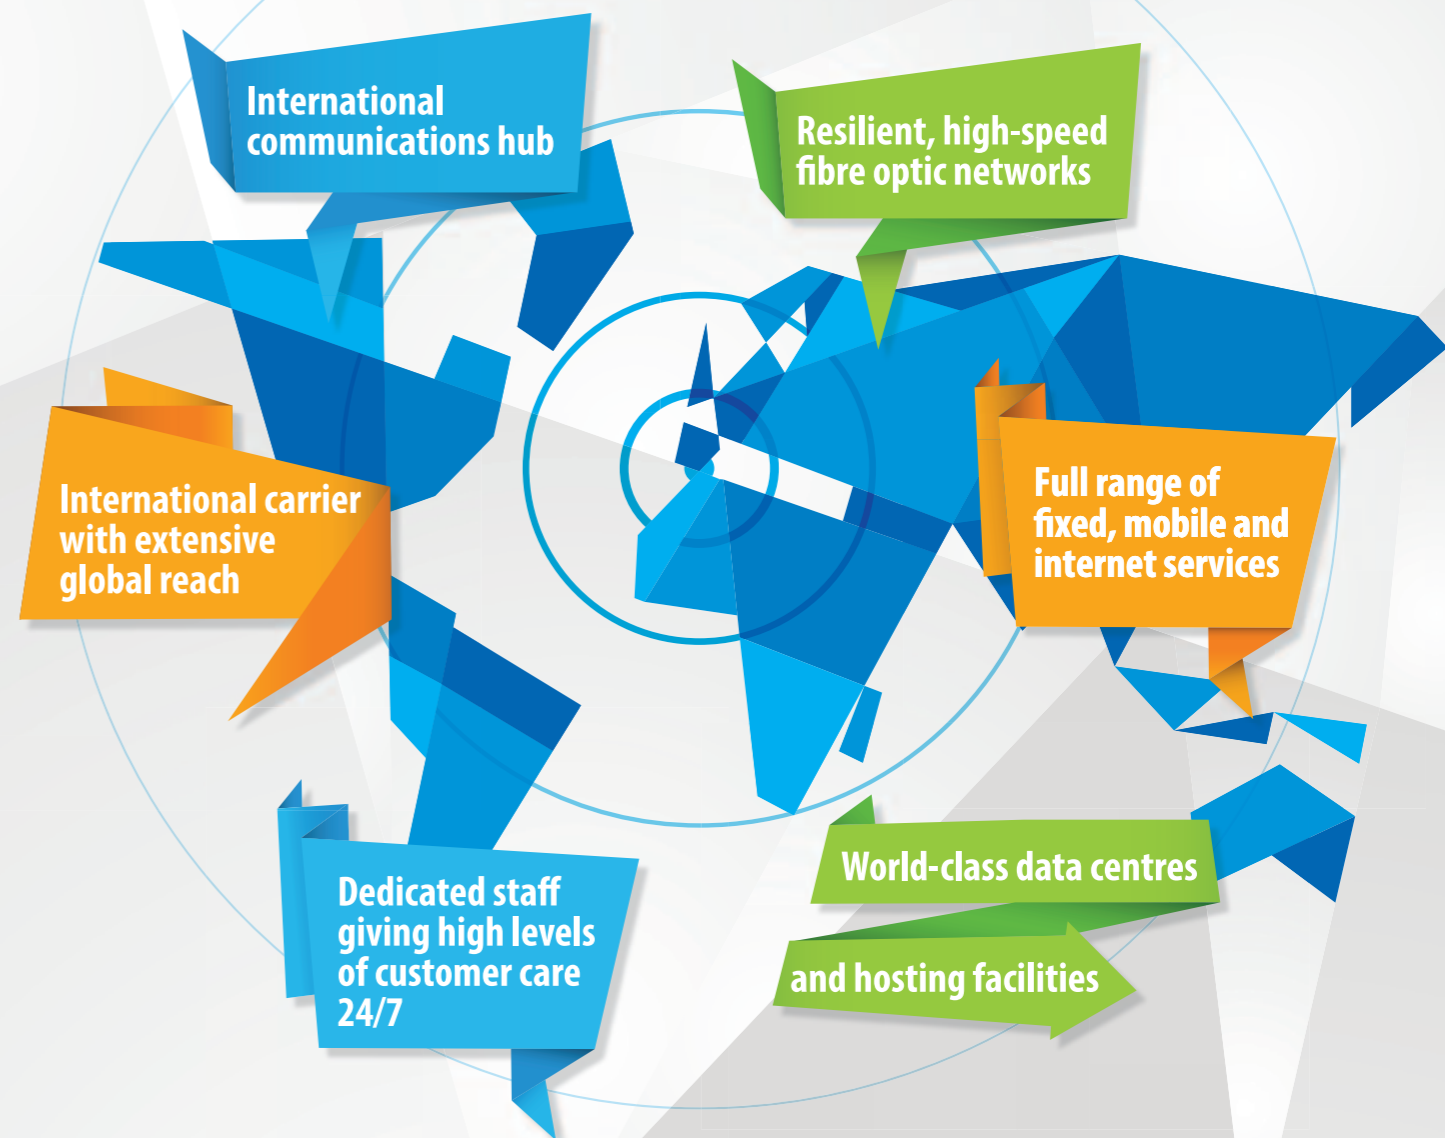 International
communications hub
Resilient, high-speed
fibre optic networks
International carrier
with extensive
global reach
Full range of
fixed, mobile and
internet services
Dedicated staff
giving high levels
of customer care
24/7
World-class data centres
and hosting facilities